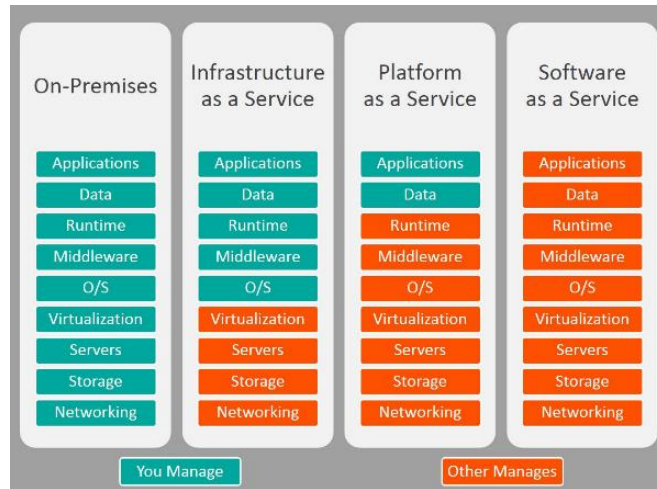 On-Premises
Applications
Data
Runtime
Middleware
O/S
Virtualization
Servers
Storage
Networking
Infrastructure
as a Service
Applications
Data
Runtime
Middleware
O/S
Virtualization
Servers
Storage
Networking
Platform
as a Service
Applications
Data
Runtime
Middleware
O/S
Virtualization
Servers
Storage
Networking
Software
as a Service
Applications
Data
Runtime
Middleware
O/S
Virtualization
Servers
Storage
Networking
You Manage
Other Manages